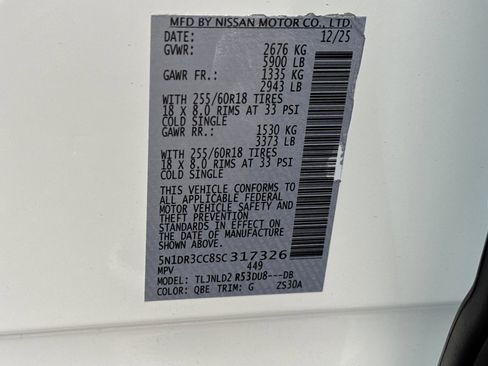 MFD BY NISSAN MOTOR CO., LTD.
DATE: 12/25
GVWR: 2676 KG
5900 LB
GAWR FR.: 1335 KG
2943 LB
WITH 255/60R18 TIRES
18 X 8.0 RIMS AT 33 PSI
COLD SINGLE
GAWR RR.: 1530 KG
3373 LB
WITH 255/60R18 TIRES
18 X 8.0 RIMS AT 33 PSI
COLD SINGLE
THIS VEHICLE CONFORMS TO
ALL APPLICABLE FEDERAL
MOTOR VEHICLE SAFETY AND
THEFT PREVENTION
STANDARDS IN EFFECT ON
THE DATE OF MANUFACTURE
SHOWN ABOVE.
5N1DR3CC8SC317326
MPV 449
MODEL: TLJNLD2 R53DU8---DB
COLOR: QBE TRIM: G ZS30A